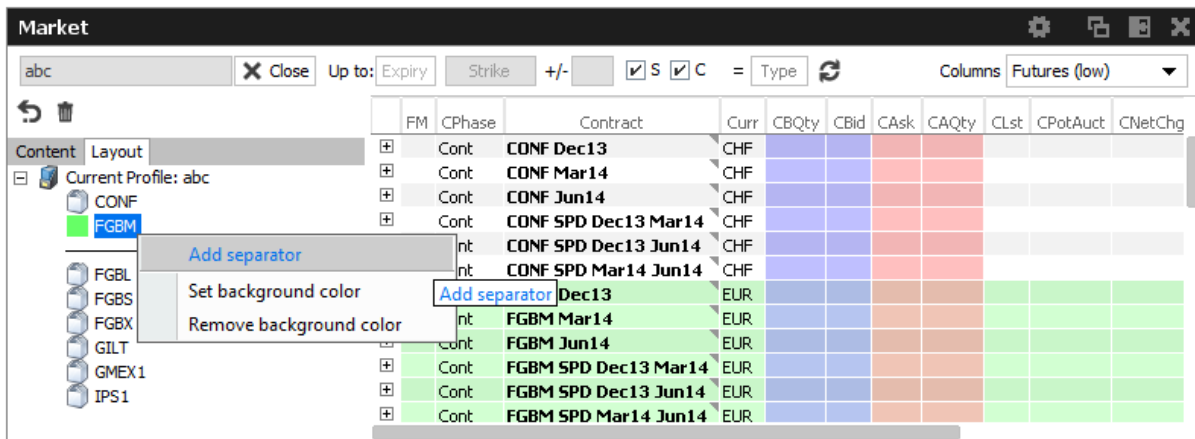 Market
abc Close Up to: Expiry Strike +/- S C = Type Columns Futures (low)
FM CPhase Contract Curr CBQty CBid CAsk CAQty CLst CPotAuct CNetChg
Content Layout
Current Profile: abc
CONF
FGBM
FGBL
FGBS
FGBX
GILT
GMEX1
IPS1
Add separator
Set background color
Remove background color
Add separator
Cont CONF Dec13 CHF
Cont CONF Mar14 CHF
Cont CONF Jun14 CHF
Cont CONF SPD Dec13 Mar14 CHF
nt CONF SPD Dec13 Jun14 CHF
nt CONF SPD Mar14 Jun14 CHF
Dec13 EUR
nt FGBM Mar14 EUR
Cont FGBM Jun14 EUR
Cont FGBM SPD Dec13 Mar14 EUR
Cont FGBM SPD Dec13 Jun14 EUR
Cont FGBM SPD Mar14 Jun14 EUR